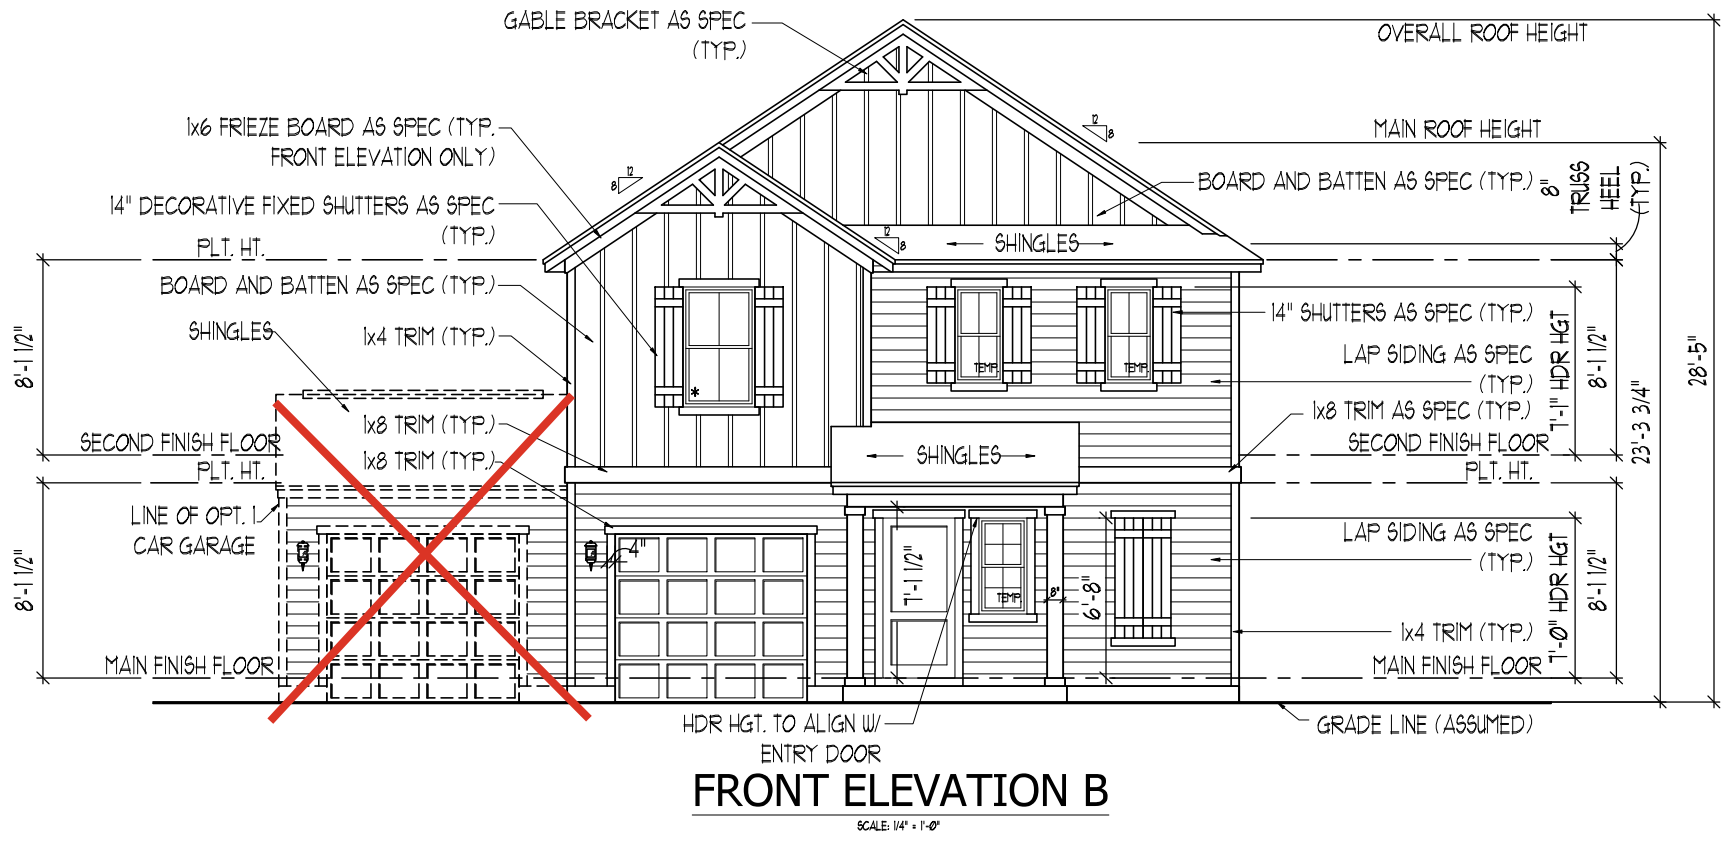 GABLE BRACKET AS SPEC
(TYP.)
OVERALL ROOF HEIGHT
1x6 FRIEZE BOARD AS SPEC (TYP.
FRONT ELEVATION ONLY)
12
8
MAIN ROOF HEIGHT
12
8
BOARD AND BATTEN AS SPEC (TYP.)
8"
TRUSS
HEEL
(TYP.)
14" DECORATIVE FIXED SHUTTERS AS SPEC
(TYP.)
PLT. HT.
12
8
SHINGLES
BOARD AND BATTEN AS SPEC (TYP.)
SHINGLES
1x4 TRIM (TYP.)
14" SHUTTERS AS SPEC (TYP.)
LAP SIDING AS SPEC
(TYP.)
8'-1 1/2"
7'-1" HDR HGT
8'-1 1/2"
28'-5"
23'-3 3/4"
TEMP.
TEMP.
*
1x8 TRIM (TYP.)
1x8 TRIM AS SPEC (TYP.)
SECOND FINISH FLOOR
SECOND FINISH FLOOR
1x8 TRIM (TYP.)
SHINGLES
PLT. HT.
PLT. HT.
LINE OF OPT. 1
CAR GARAGE
LAP SIDING AS SPEC
(TYP.)
4"
7'-1 1/2"
TEMP.
8"
6'-8"
8'-1 1/2"
7'-0" HDR HGT
8'-1 1/2"
1x4 TRIM (TYP.)
MAIN FINISH FLOOR
MAIN FINISH FLOOR
HDR HGT. TO ALIGN W/
ENTRY DOOR
GRADE LINE (ASSUMED)
FRONT ELEVATION B
SCALE: 1/4" = 1'-0"